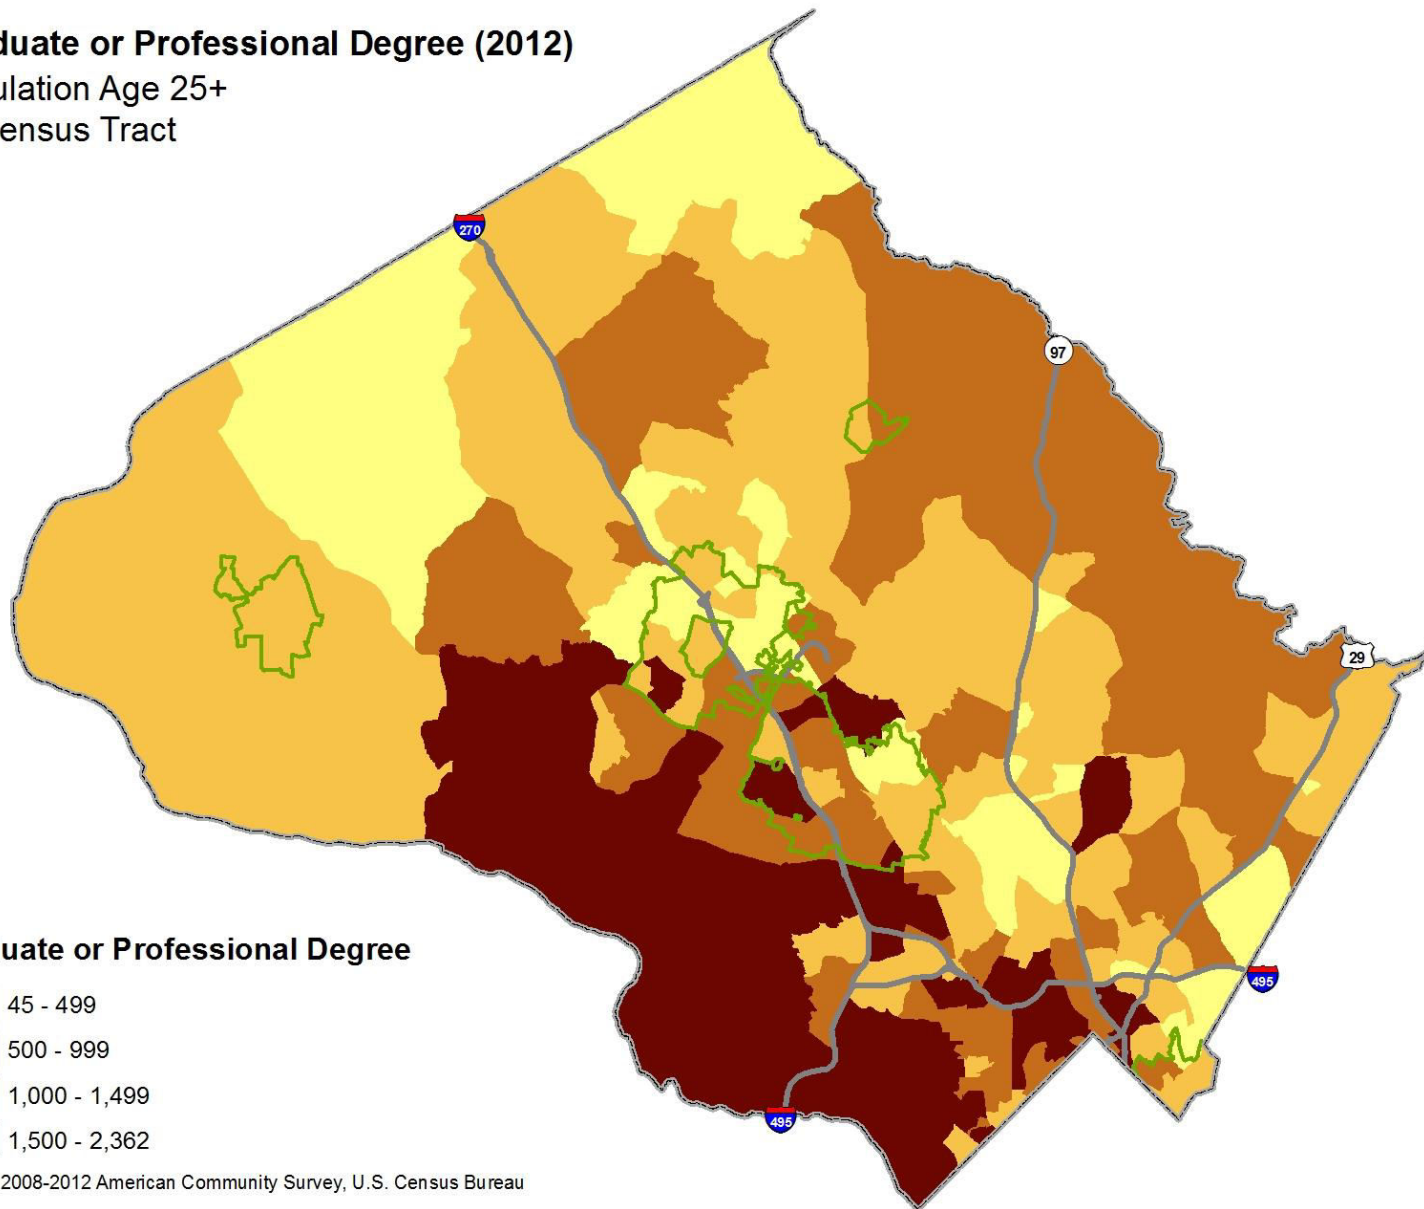 duate or Professional Degree (2012)
ulation Age 25+
ensus Tract
270
97
29
uate or Professional Degree
45 - 499
500 - 999
1,000 - 1,499
1,500 - 2,362
2008-2012 American Community Survey, U.S. Census Bureau
495
495